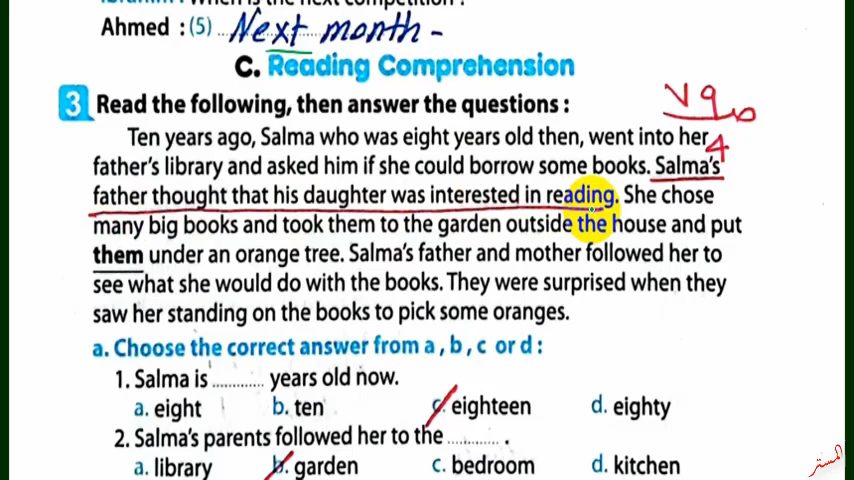 Ahmed : (5) Next month -
C. Reading Comprehension
3 Read the following, then answer the questions :
Ten years ago, Salma who was eight years old then, went into her
father's library and asked him if she could borrow some books. Salma's
father thought that his daughter was interested in reading. She chose
many big books and took them to the garden outside the house and put
them under an orange tree. Salma's father and mother followed her to
see what she would do with the books. They were surprised when they
saw her standing on the books to pick some oranges.
a. Choose the correct answer from a , b , c or d :
1. Salma is ............ years old now.
a. eight b. ten c. eighteen d. eighty
2. Salma's parents followed her to the ............ .
a. library b. garden c. bedroom d. kitchen
4